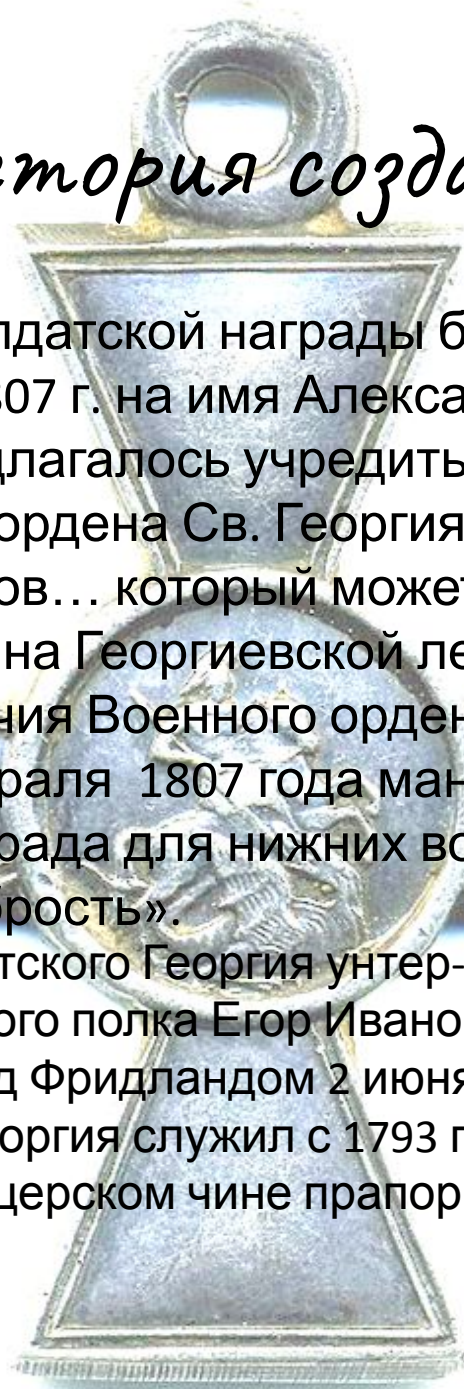 стория созда
лдатской награды б
807 г. на имя Алекса
длагалось учредить
ордена Св. Георгия
ов… который может
на Георгиевской ле
чия Военного орден
раля 1807 года ман
рада для нижних во
брость».
тского Георгия унтер-
ого полка Егор Ивано
д Фридландом 2 июня
оргия служил с 1793 г
церском чине прапор